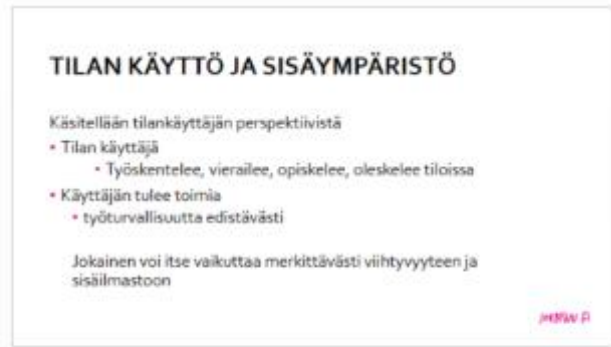 TILAN KÄYTTÖ JA SISÄYMPÄRISTÖ
Käsitellään tilankäyttäjän perspektiivistä
• Tilan käyttäjä
• Työskentelee, vierailee, opiskelee, oleskelee tiloissa
• Käyttäjän tulee toimia
• työturvallisuutta edistävästi
Jokainen voi itse vaikuttaa merkittävästi viihtyvyyteen ja
sisäilmastoon